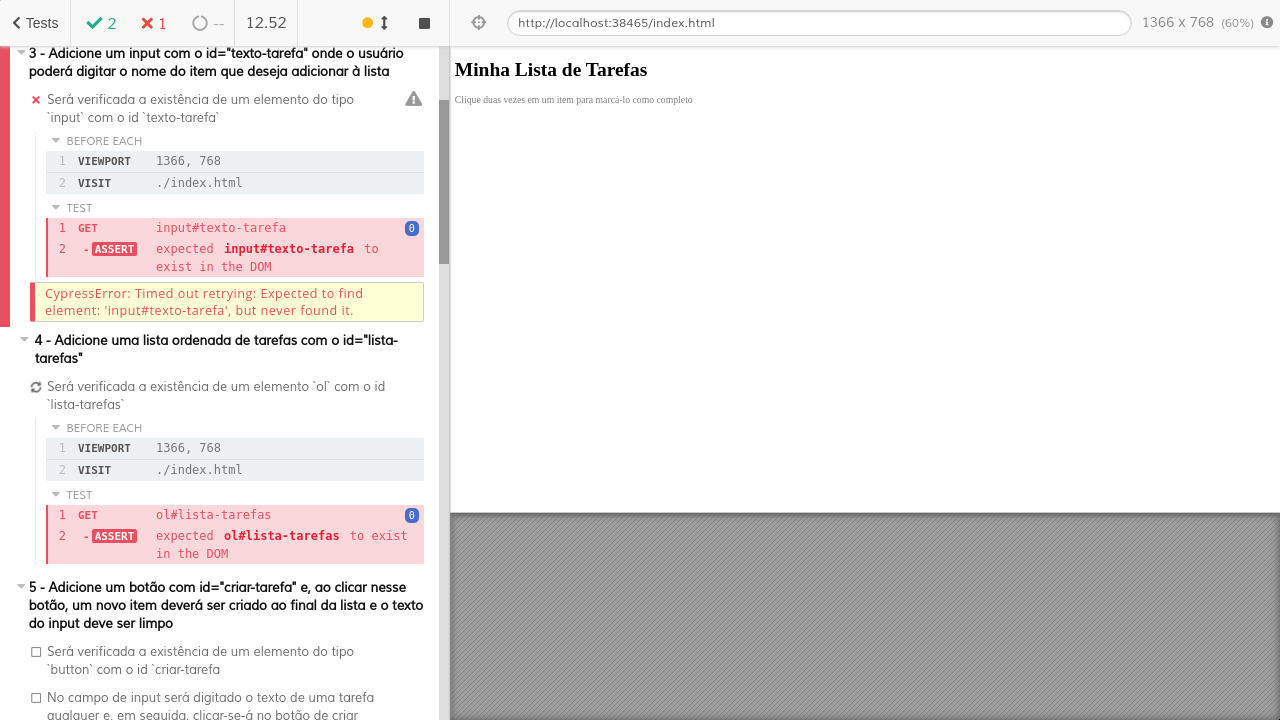 Tests
2
1
--
12.52
http://localhost:38465/index.html
1366 x 768 (60%)
3 - Adicione um input com o id="texto-tarefa" onde o usuário
poderá digitar o nome do item que deseja adicionar à lista
Será verificada a existência de um elemento do tipo
`input` com o id `texto-tarefa`
BEFORE EACH
1 VIEWPORT 1366, 768
2 VISIT ./index.html
TEST
1 GET input#texto-tarefa 0
2 -ASSERT expected input#texto-tarefa to
exist in the DOM
CypressError: Timed out retrying: Expected to find
element: 'input#texto-tarefa', but never found it.
4 - Adicione uma lista ordenada de tarefas com o id="lista-
tarefas"
Será verificada a existência de um elemento `ol` com o id
`lista-tarefas`
BEFORE EACH
1 VIEWPORT 1366, 768
2 VISIT ./index.html
TEST
1 GET ol#lista-tarefas 0
2 -ASSERT expected ol#lista-tarefas to exist
in the DOM
5 - Adicione um botão com id="criar-tarefa" e, ao clicar nesse
botão, um novo item deverá ser criado ao final da lista e o texto
do input deve ser limpo
Será verificada a existência de um elemento do tipo
`button` com o id `criar-tarefa
No campo de input será digitado o texto de uma tarefa
qualquer e, em seguida, clicar-se-á no botão de criar
Minha Lista de Tarefas
Clique duas vezes em um item para marcá-lo como completo